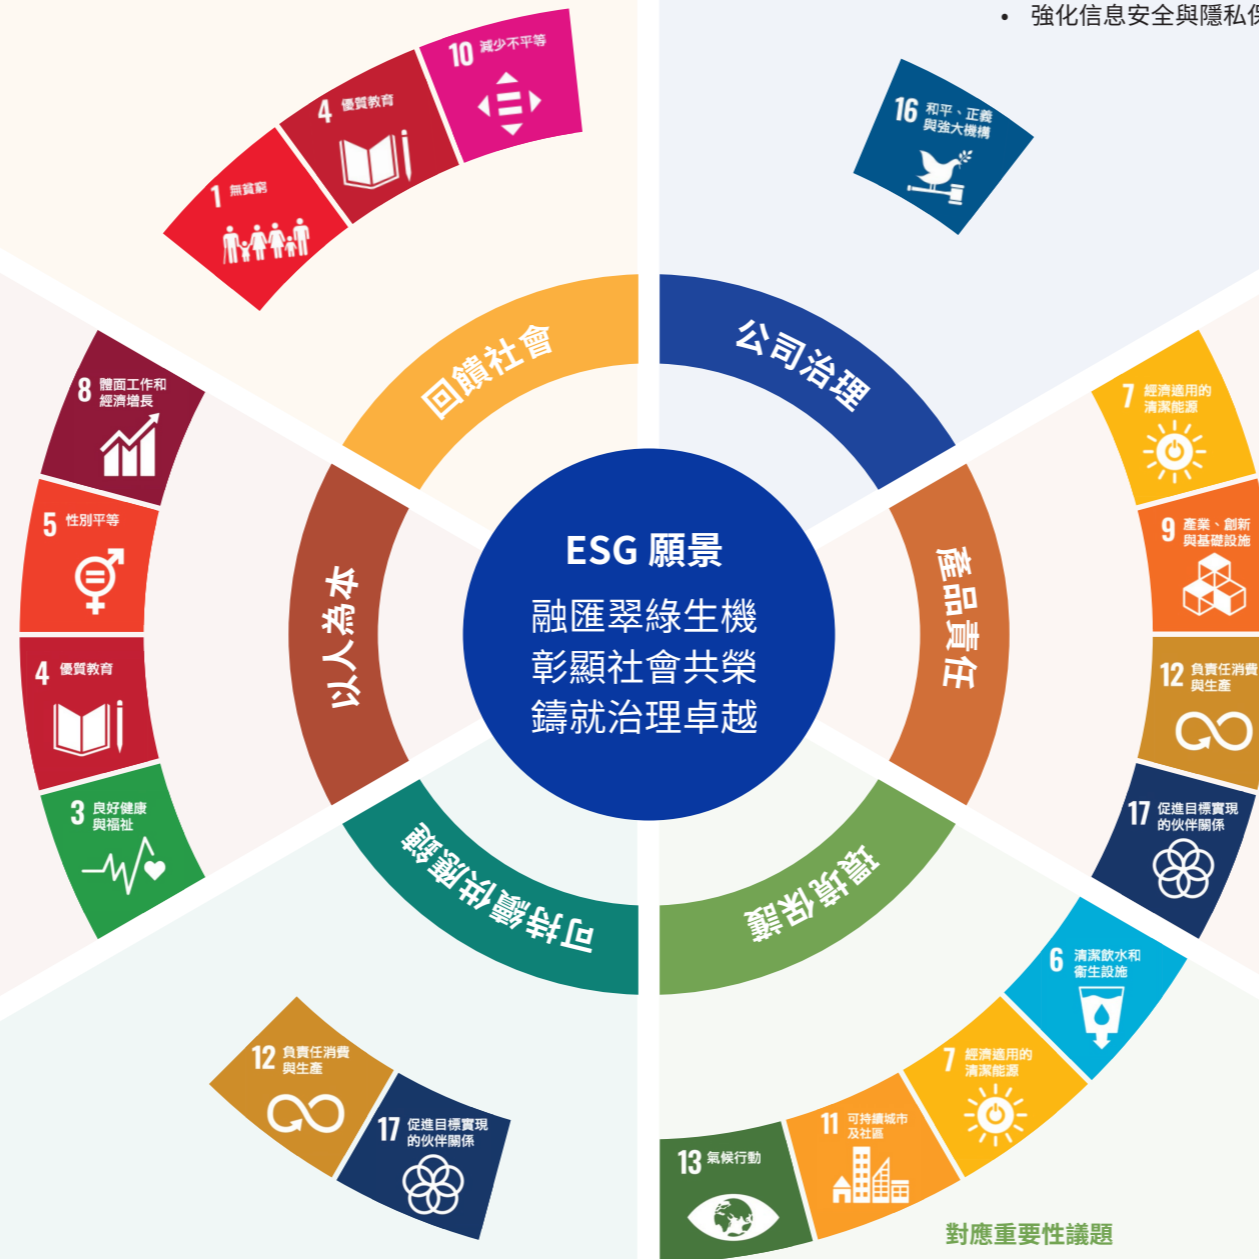 • 強化信息安全與隱私保
10 減少不平等
4 優質教育
1 無貧窮
16 和平、正義
與強大機構
回饋社會
公司治理
8 體面工作和
經濟增長
5 性別平等
4 優質教育
3 良好健康
與福祉
以人為本
ESG 願景
融匯翠綠生機
彰顯社會共榮
鑄就治理卓越
產品責任
7 經濟適用的
清潔能源
9 產業、創新
與基礎設施
12 負責任消費
與生產
17 促進目標實現
的伙伴關係
可持續供應鏈
環境保護
12 負責任消費
與生產
17 促進目標實現
的伙伴關係
6 清潔飲水和
衞生設施
7 經濟適用的
清潔能源
11 可持續城市
及社區
13 氣候行動
對應重要性議題